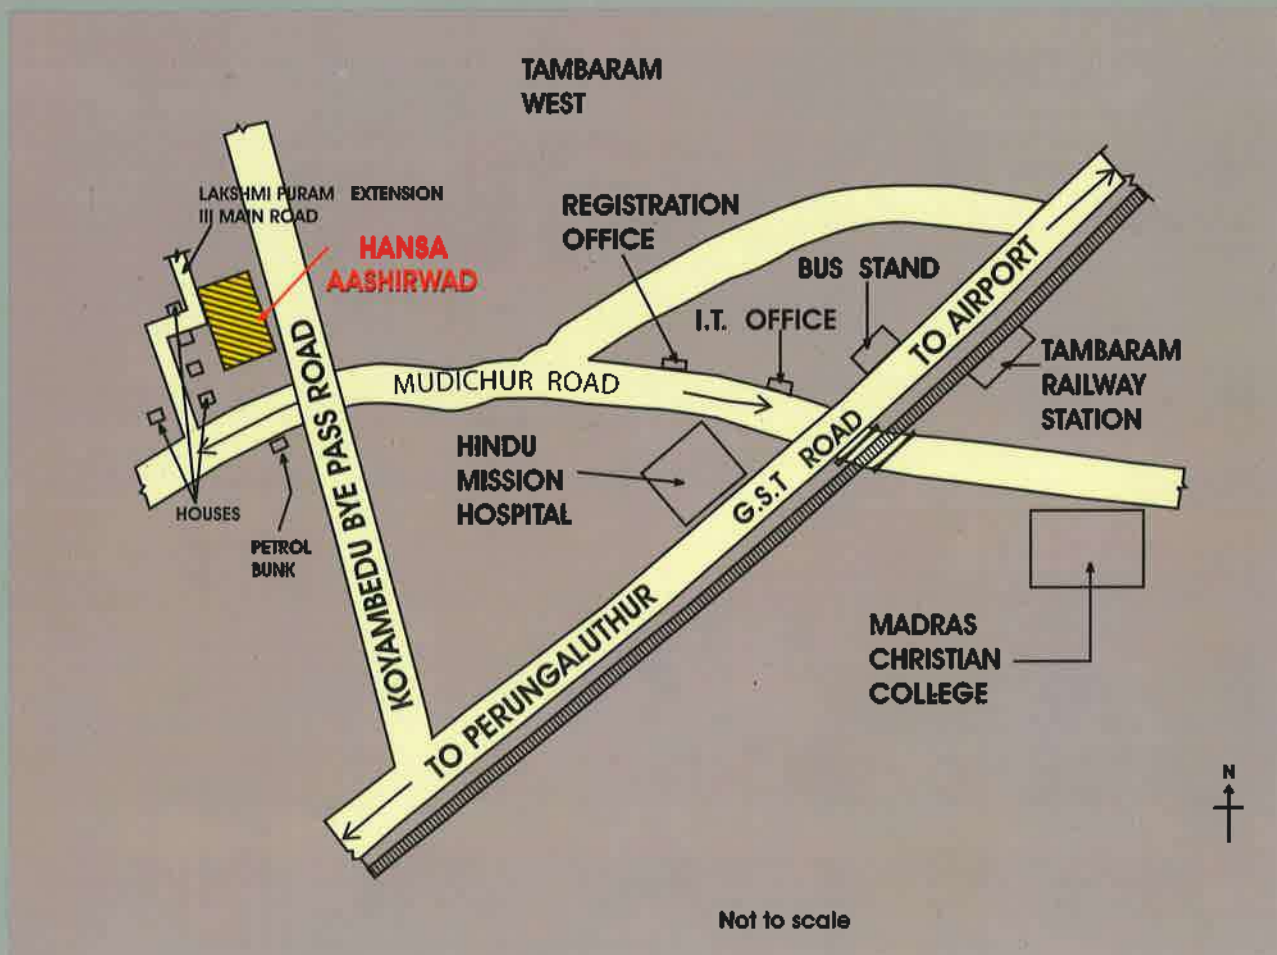 TAMBARAM
WEST
LAKSHMI PURAM EXTENSION
III MAIN ROAD
HANSA
AASHIRWAD
REGISTRATION
OFFICE
BUS STAND
I.T. OFFICE
TO AIRPORT
TAMBARAM
RAILWAY
STATION
MUDICHUR ROAD
KOYAMBEDU BYE PASS ROAD
HINDU
MISSION
HOSPITAL
G.S.T ROAD
HOUSES
PETROL
BUNK
TO PERUNGALUTHUR
MADRAS
CHRISTIAN
COLLEGE
N
Not to scale